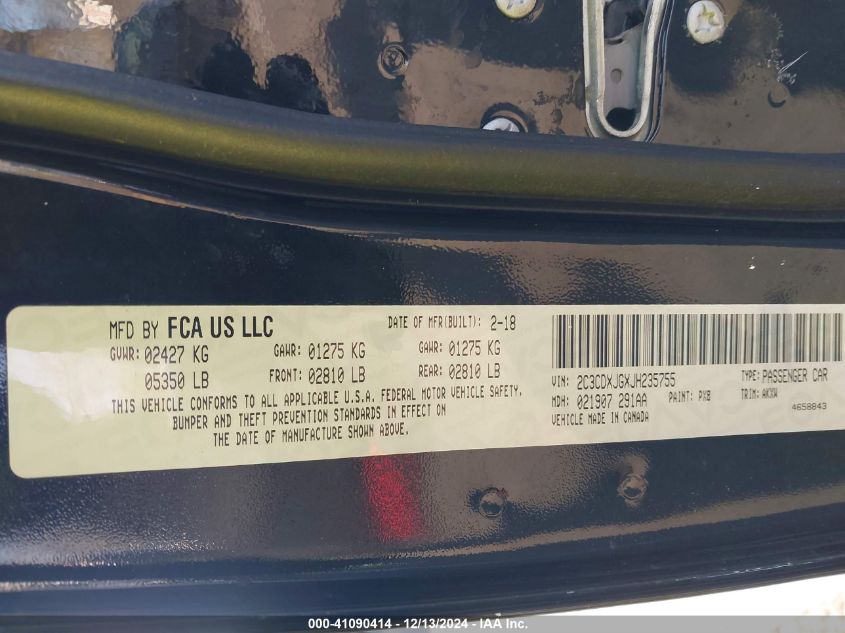 MFD BY FCA US LLC DATE OF MFR(BUILT): 2-18
GVWR: 02427 KG GAWR: 01275 KG GAWR: 01275 KG
05350 LB FRONT: 02810 LB REAR: 02810 LB
THIS VEHICLE CONFORMS TO ALL APPLICABLE U.S.A. FEDERAL MOTOR VEHICLE SAFETY,
BUMPER AND THEFT PREVENTION STANDARDS IN EFFECT ON
THE DATE OF MANUFACTURE SHOWN ABOVE.
VIN: 2C3CDXJGXJH235755 TYPE: PASSENGER CAR
MDH: 021907 291AA PAINT: PX8 TRIM: AKXW
VEHICLE MADE IN CANADA 4658843
000-41090414 - 12/13/2024 - IAA Inc.